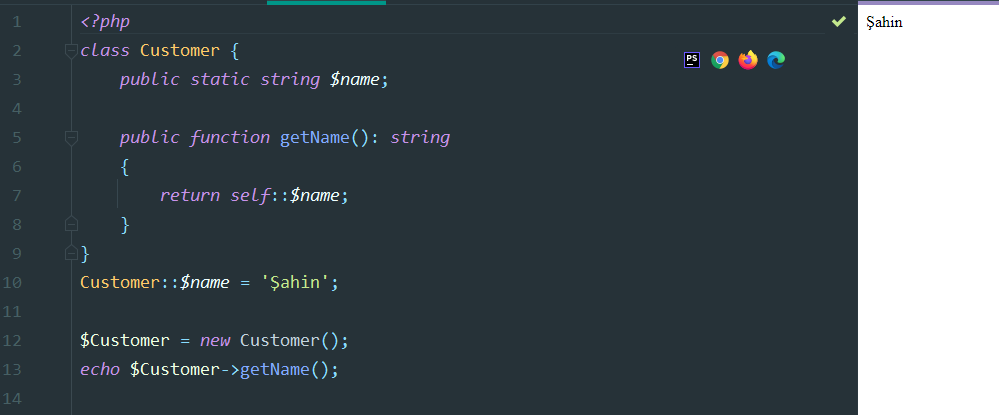 1 <?php
2 class Customer {
3 public static string $name;
4
5 public function getName(): string
6 {
7 return self::$name;
8 }
9 }
10 Customer::$name = 'Şahin';
11
12 $Customer = new Customer();
13 echo $Customer->getName();
14
PS
Şahin